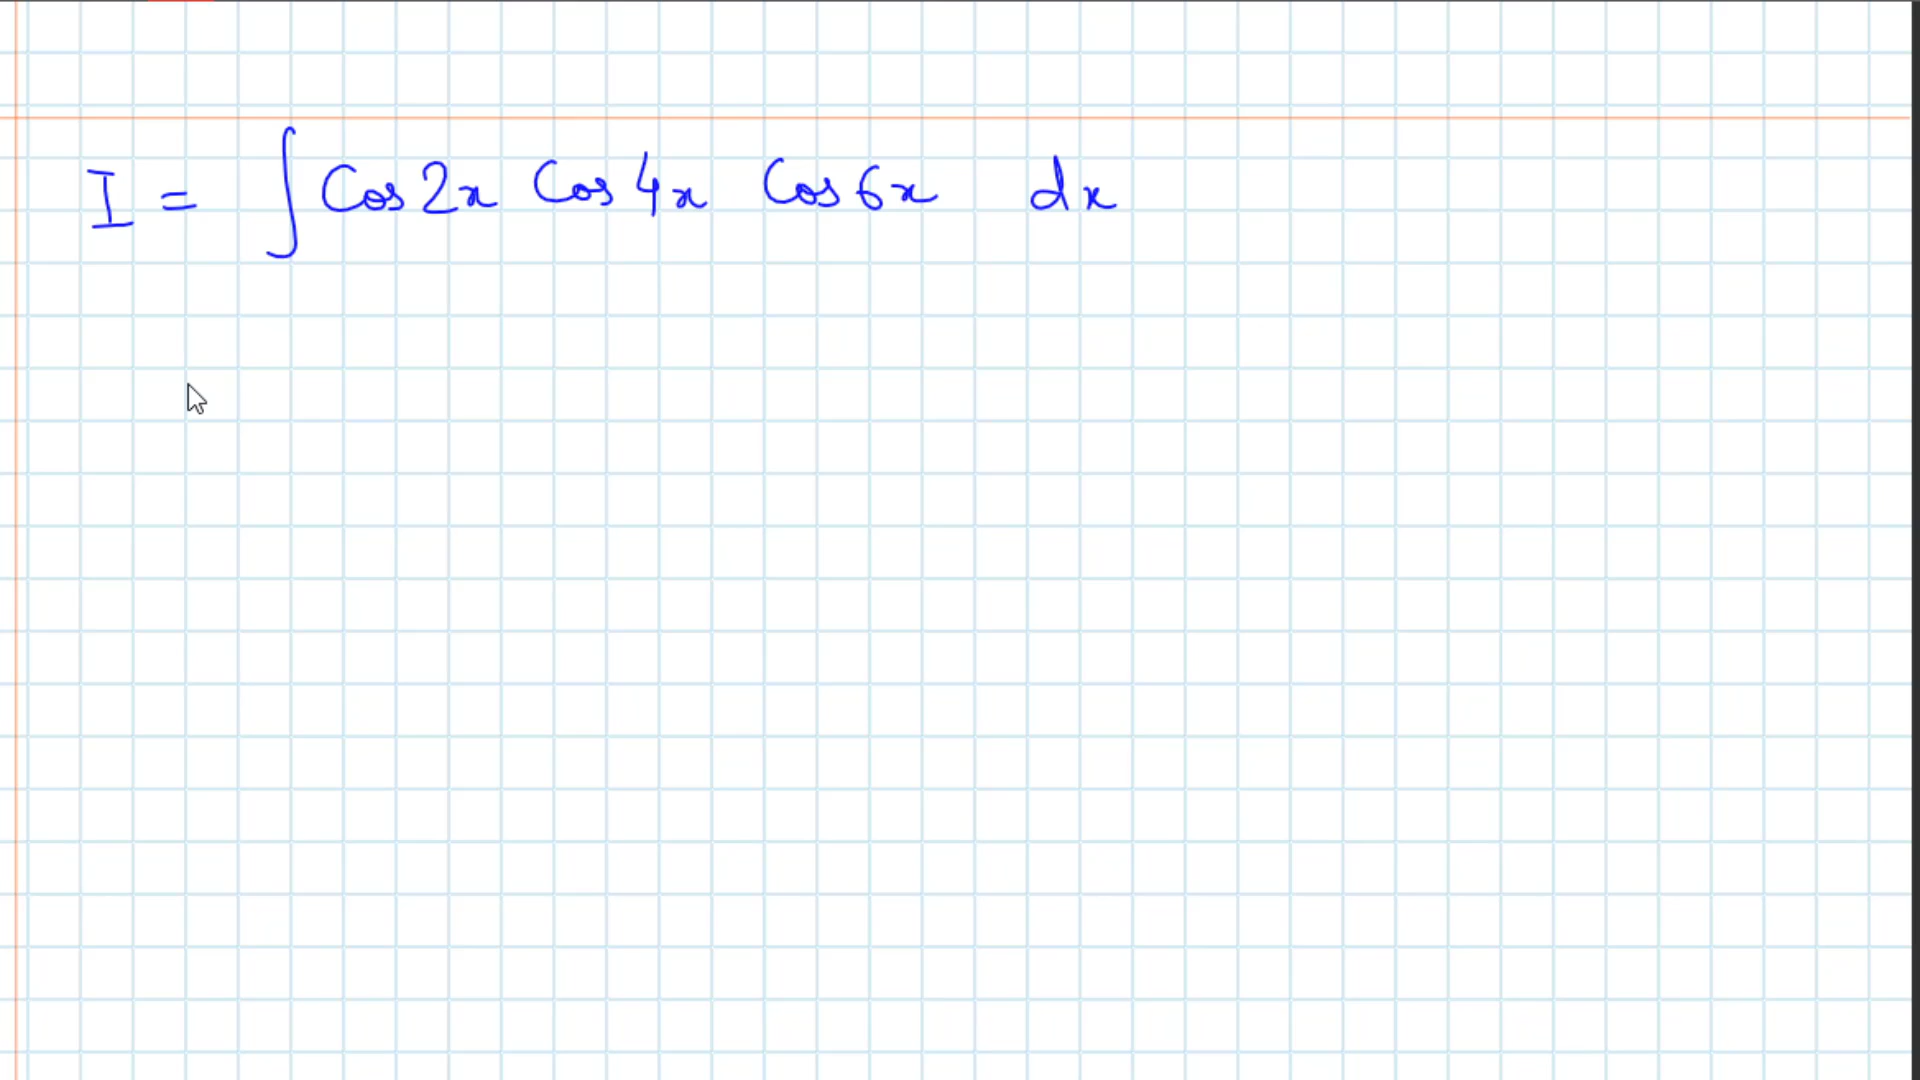 I = ∫ Cos 2x Cos 4x Cos 6x dx